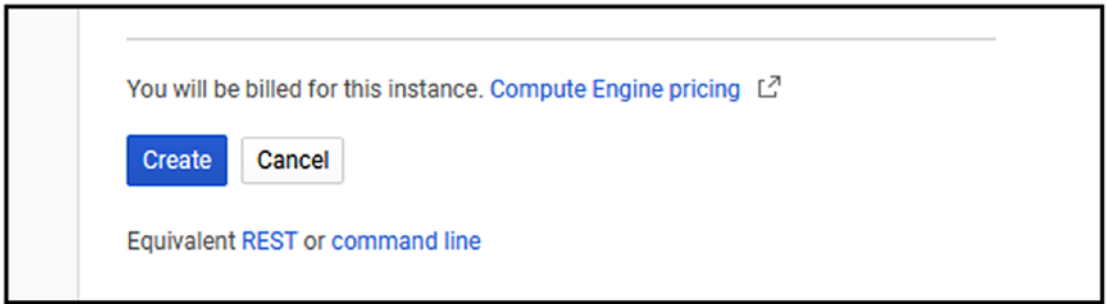 You will be billed for this instance. Compute Engine pricing
Create Cancel
Equivalent REST or command line